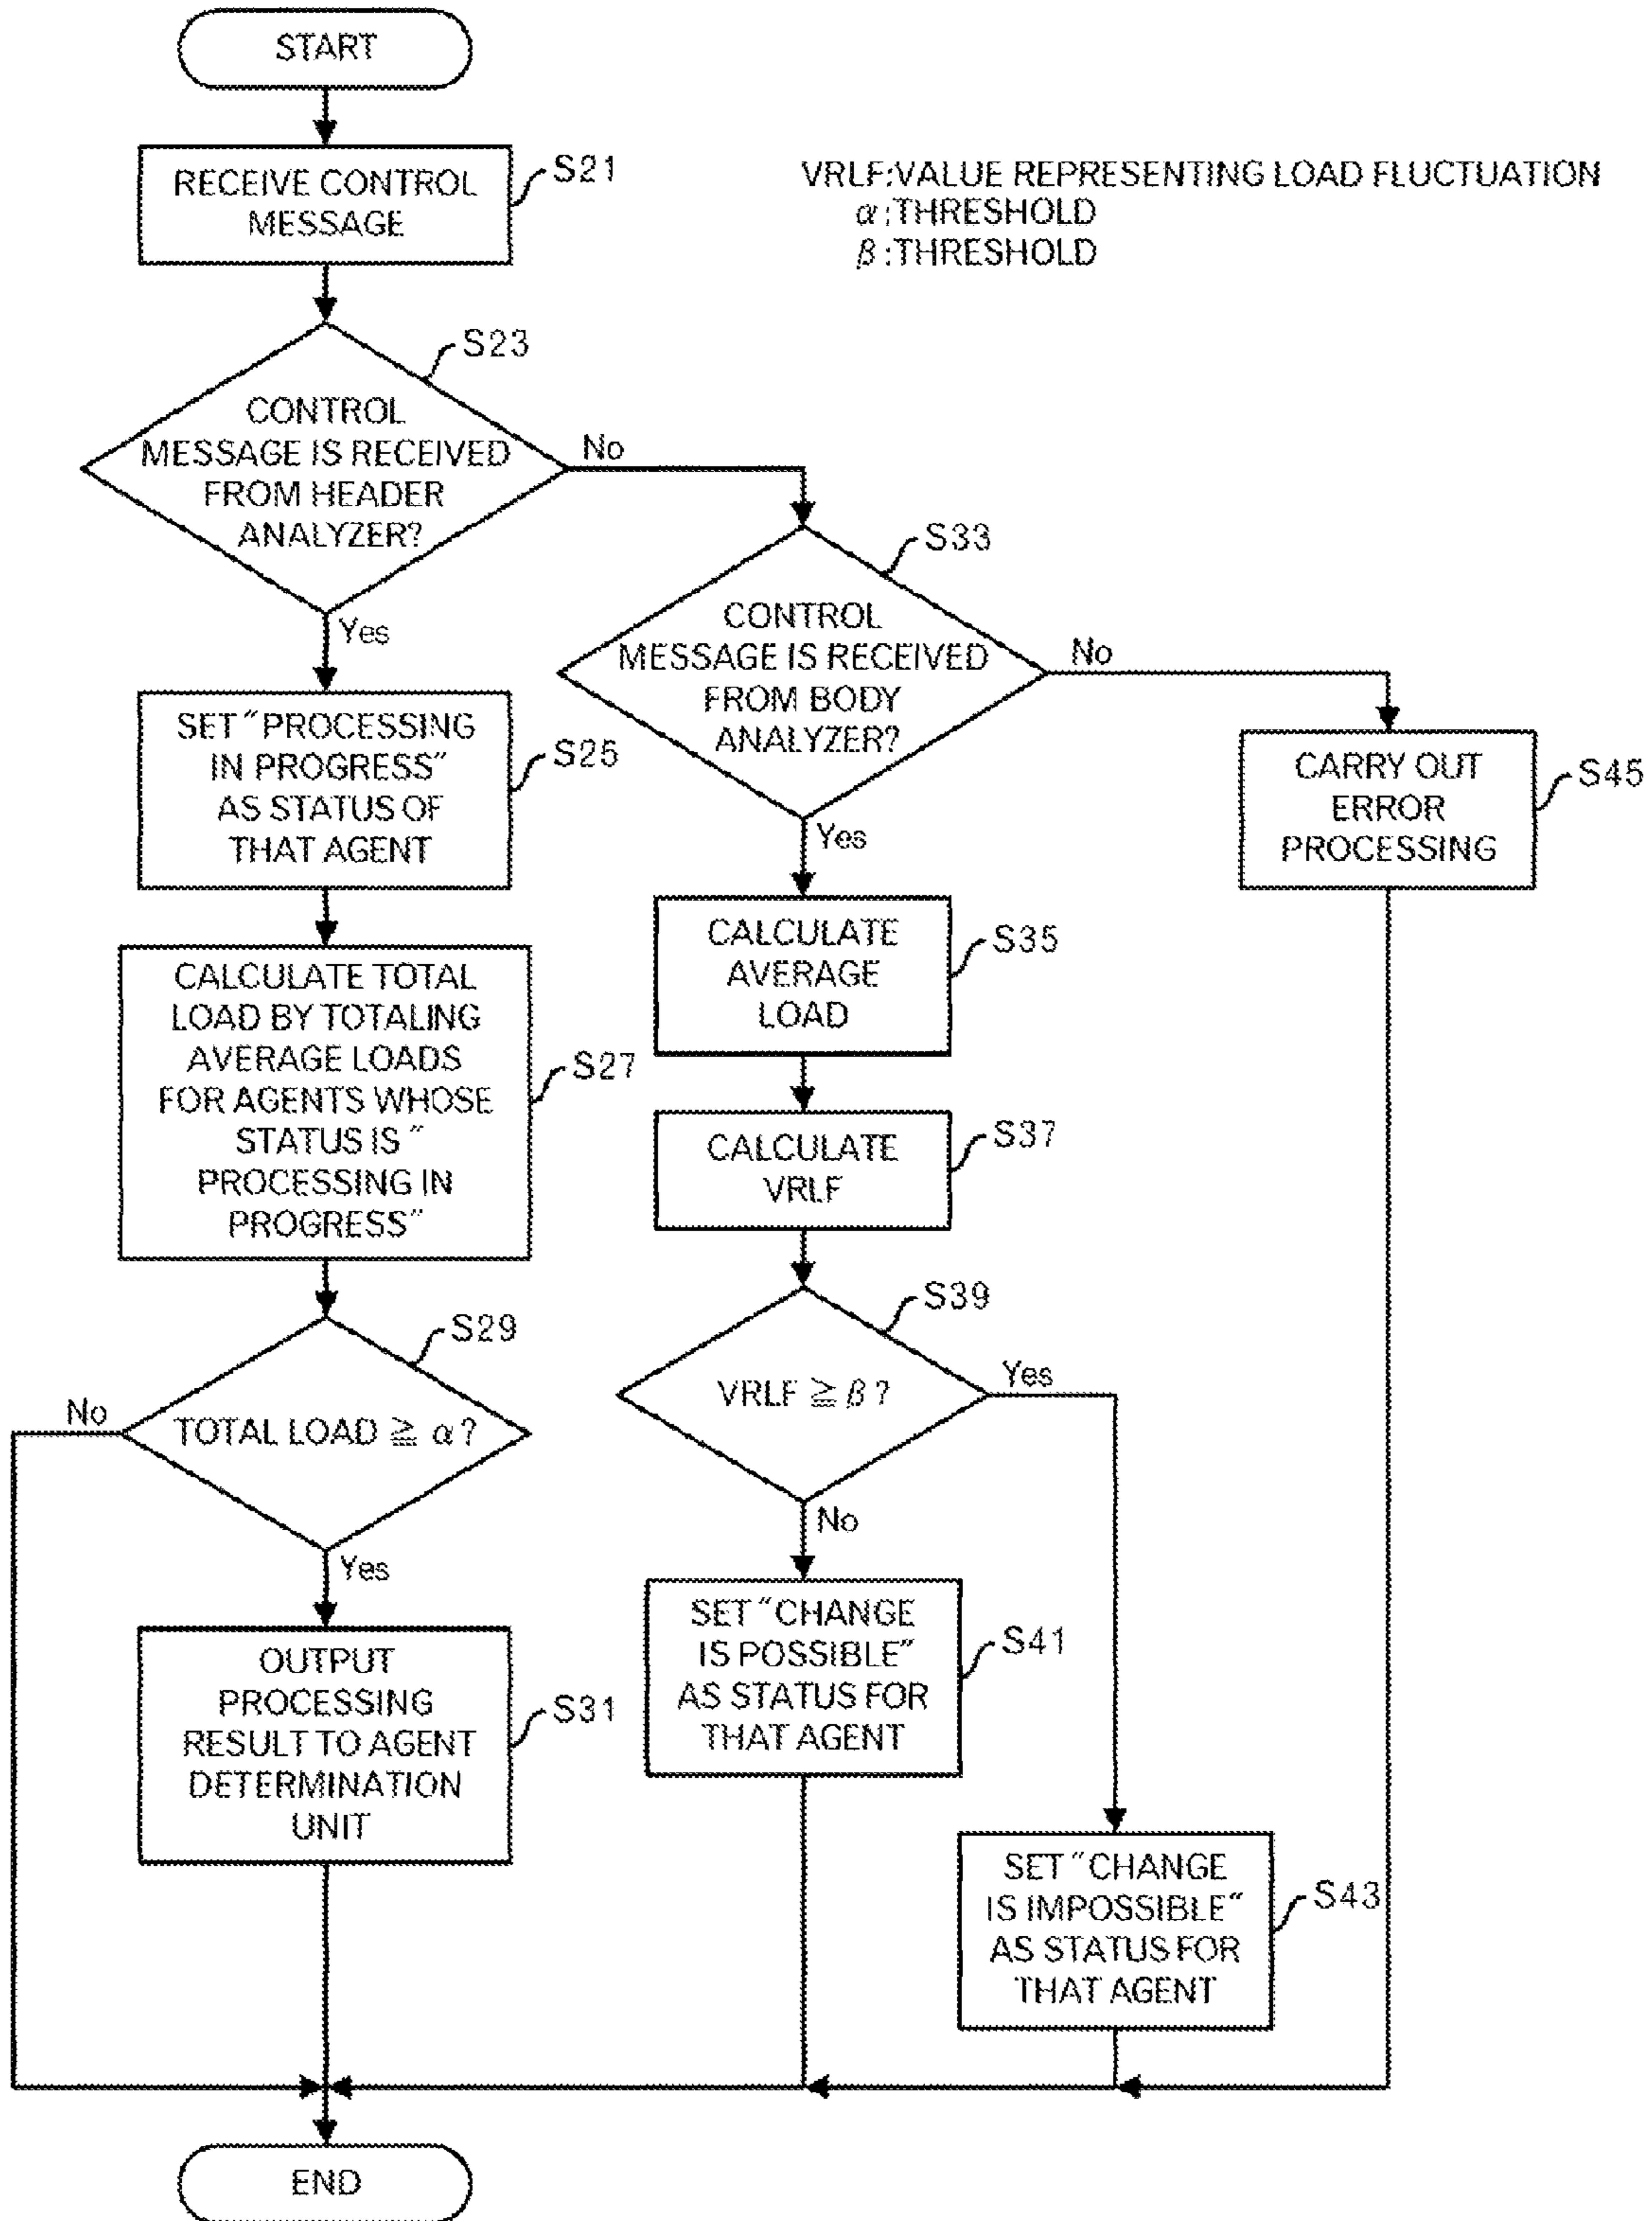 START
RECEIVE CONTROL
MESSAGE
S21
VRLF:VALUE REPRESENTING LOAD FLUCTUATION
α:THRESHOLD
β:THRESHOLD
S23
CONTROL
MESSAGE IS RECEIVED
FROM HEADER
ANALYZER?
No
Yes
S33
CONTROL
MESSAGE IS RECEIVED
FROM BODY
ANALYZER?
No
Yes
SET "PROCESSING
IN PROGRESS"
AS STATUS OF
THAT AGENT
S25
CARRY OUT
ERROR
PROCESSING
S45
CALCULATE
AVERAGE
LOAD
S35
CALCULATE TOTAL
LOAD BY TOTALING
AVERAGE LOADS
FOR AGENTS WHOSE
STATUS IS "
PROCESSING IN
PROGRESS"
S27
CALCULATE
VRLF
S37
S39
VRLF ≧ β ?
Yes
No
S29
TOTAL LOAD ≧ α ?
No
Yes
OUTPUT
PROCESSING
RESULT TO AGENT
DETERMINATION
UNIT
S31
SET "CHANGE
IS POSSIBLE"
AS STATUS FOR
THAT AGENT
S41
SET "CHANGE
IS IMPOSSIBLE"
AS STATUS FOR
THAT AGENT
S43
END